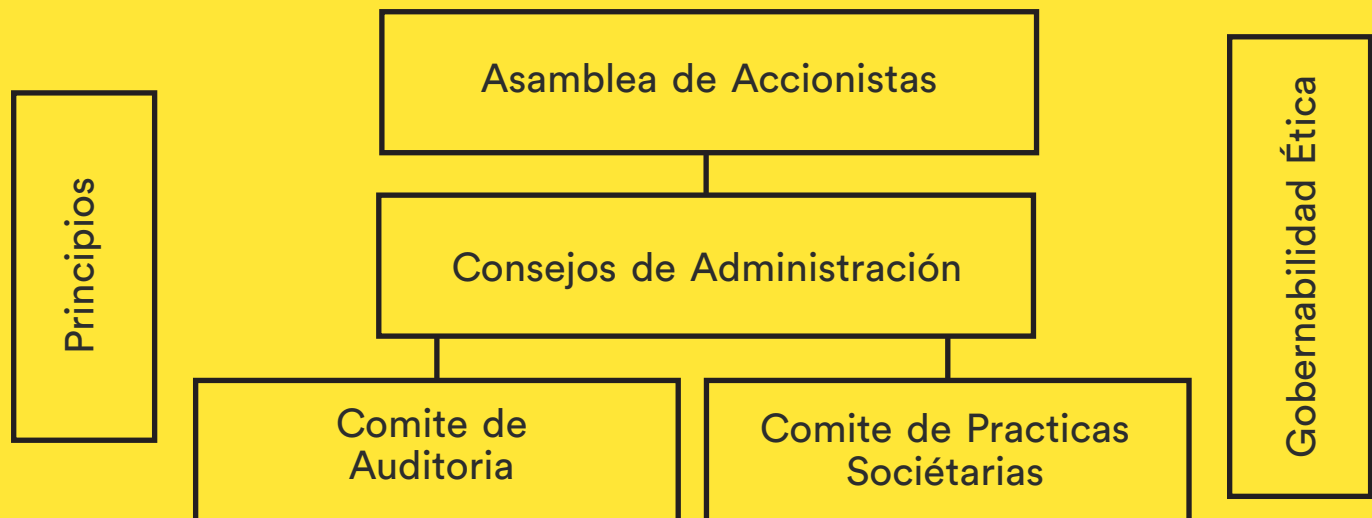 Asamblea de Accionistas
Principios
Gobernabilidad Ética
Consejos de Administración
Comite de
Auditoria
Comite de Practicas
Sociétarias